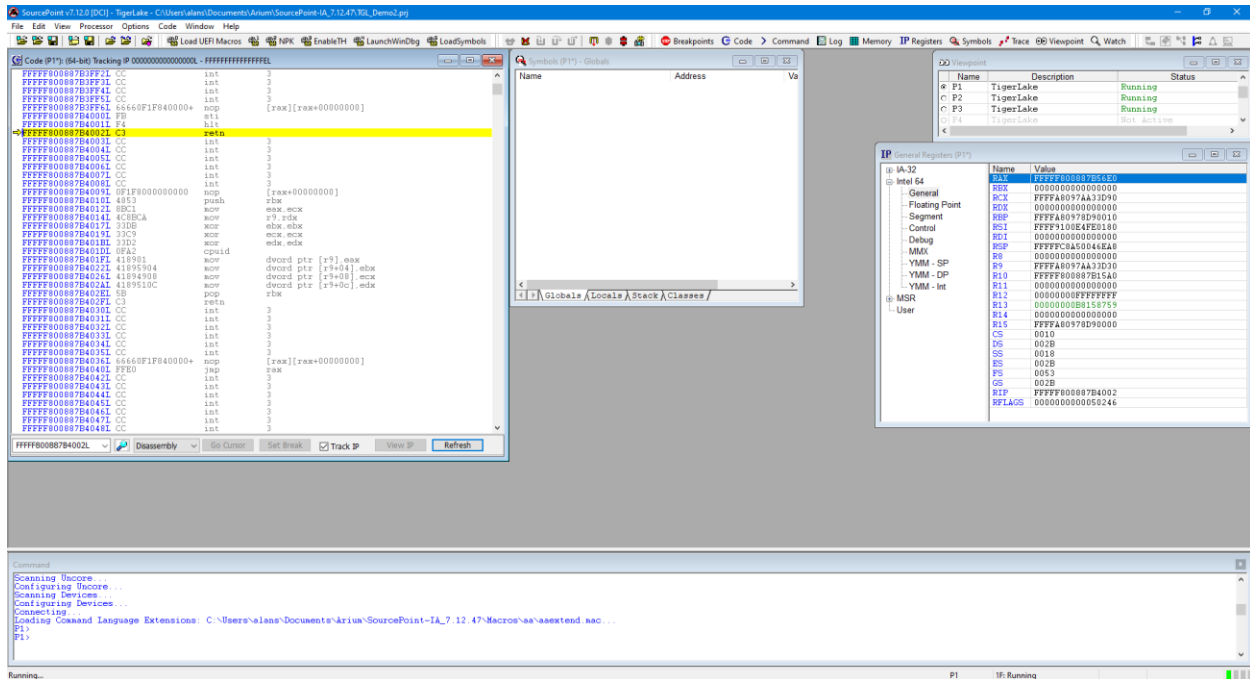 SourcePoint v7.12.0 [DCI] - TigerLake - C:\Users\alans\Documents\Arium\SourcePoint-IA_7.12.47\TGL_Demo2.prj
File Edit View Processor Options Code Window Help
Load UEFI Macros NPK EnableTH LaunchWinDbg LoadSymbols Breakpoints Code Command Log Memory IP Registers Symbols Trace Viewpoint Watch
Code (P1*): (64-bit) Tracking IP 0000000000000000L - FFFFFFFFFFFFFFFEL
FFFFF800887B3FF2L CC int 3
FFFFF800887B3FF3L CC int 3
FFFFF800887B3FF4L CC int 3
FFFFF800887B3FF5L CC int 3
FFFFF800887B3FF6L 66660F1F840000+ nop [rax][rax+00000000]
FFFFF800887B4000L FB sti
FFFFF800887B4001L F4 hlt
FFFFF800887B4002L C3 retn
FFFFF800887B4003L CC int 3
FFFFF800887B4004L CC int 3
FFFFF800887B4005L CC int 3
FFFFF800887B4006L CC int 3
FFFFF800887B4007L CC int 3
FFFFF800887B4008L CC int 3
FFFFF800887B4009L 0F1F8000000000 nop [rax+00000000]
FFFFF800887B4010L 4853 push rbx
FFFFF800887B4012L 8BC1 mov eax,ecx
FFFFF800887B4014L 4C8BCA mov r9,rdx
FFFFF800887B4017L 33DB xor ebx,ebx
FFFFF800887B4019L 33C9 xor ecx,ecx
FFFFF800887B401BL 33D2 xor edx,edx
FFFFF800887B401DL 0FA2 cpuid
FFFFF800887B401FL 418901 mov dword ptr [r9],eax
FFFFF800887B4022L 41895904 mov dword ptr [r9+04],ebx
FFFFF800887B4026L 41894908 mov dword ptr [r9+08],ecx
FFFFF800887B402AL 4189510C mov dword ptr [r9+0c],edx
FFFFF800887B402EL 5B pop rbx
FFFFF800887B402FL C3 retn
FFFFF800887B4030L CC int 3
FFFFF800887B4031L CC int 3
FFFFF800887B4032L CC int 3
FFFFF800887B4033L CC int 3
FFFFF800887B4034L CC int 3
FFFFF800887B4035L CC int 3
FFFFF800887B4036L 66660F1F840000+ nop [rax][rax+00000000]
FFFFF800887B4040L FFE0 jmp rax
FFFFF800887B4042L CC int 3
FFFFF800887B4043L CC int 3
FFFFF800887B4044L CC int 3
FFFFF800887B4045L CC int 3
FFFFF800887B4046L CC int 3
FFFFF800887B4047L CC int 3
FFFFF800887B4048L CC int 3
FFFFF800887B4002L Disassembly Go Cursor Set Break Track IP View IP Refresh
Symbols (P1*) - Globals
Name Address Va
Globals Locals Stack Classes
Viewpoint
Name Description Status
P1 TigerLake Running
P2 TigerLake Running
P3 TigerLake Running
P4 TigerLake Not Active
IP General Registers (P1*)
IA-32
Intel 64
General
Floating Point
Segment
Control
Debug
MMX
YMM - SP
YMM - DP
YMM - Int
MSR
User
Name Value
RAX FFFFF800887B56E0
RBX 0000000000000000
RCX FFFFA8097AA33D90
RDX 0000000000000000
RBP FFFFA80978D90010
RSI FFFF9100E4FE0180
RDI 0000000000000000
RSP FFFFFC8A50046EA8
R8 0000000000000000
R9 FFFFA8097AA33D30
R10 FFFFF800887B15A0
R11 0000000000000000
R12 00000000FFFFFFFF
R13 00000000B8158759
R14 0000000000000000
R15 FFFFA80978D90000
CS 0010
DS 002B
SS 0018
ES 002B
FS 0053
GS 002B
RIP FFFFF800887B4002
RFLAGS 0000000000050246
Command
Scanning Uncore...
Configuring Uncore...
Scanning Devices...
Configuring Devices...
Connecting...
Loading Command Language Extensions: C:\Users\alans\Documents\Arium\SourcePoint-IA_7.12.47\Macros\aa\aaextend.mac...
P1>
P1>
Running... P1 1F: Running